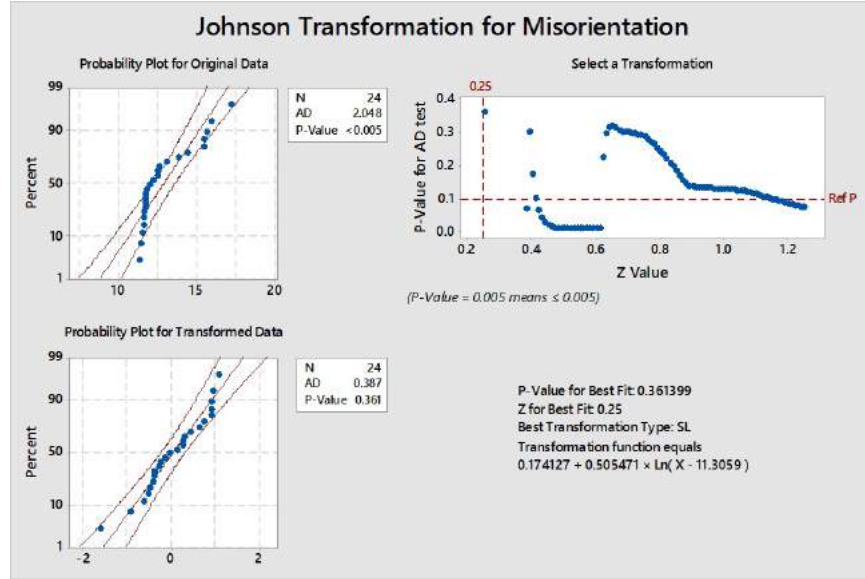 Johnson Transformation for Misorientation
Probability Plot for Original Data
99
90
50
10
1
Percent
10
15
20
N 24
AD 2.048
P-Value <0.005
Select a Transformation
0.25
0.4
0.3
0.2
0.1
0.0
P-Value for AD test
Ref P
0.2
0.4
0.6
0.8
1.0
1.2
Z Value
(P-Value = 0.005 means ≤ 0.005)
Probability Plot for Transformed Data
99
90
50
10
1
Percent
-2
0
2
N 24
AD 0.387
P-Value 0.361
P-Value for Best Fit: 0.361399
Z for Best Fit: 0.25
Best Transformation Type: SL
Transformation function equals
0.174127 + 0.505471 × Ln( X - 11.3059 )